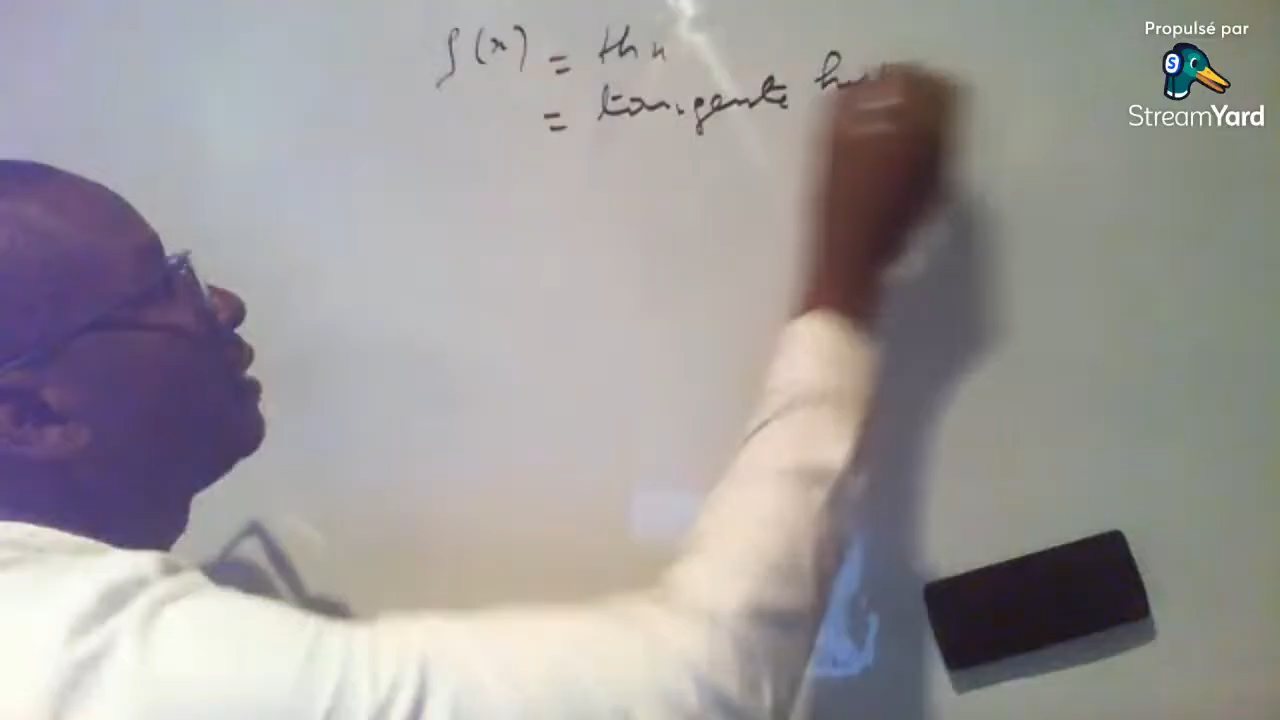 f(x) = th x
= tangente
Propulsé par
StreamYard